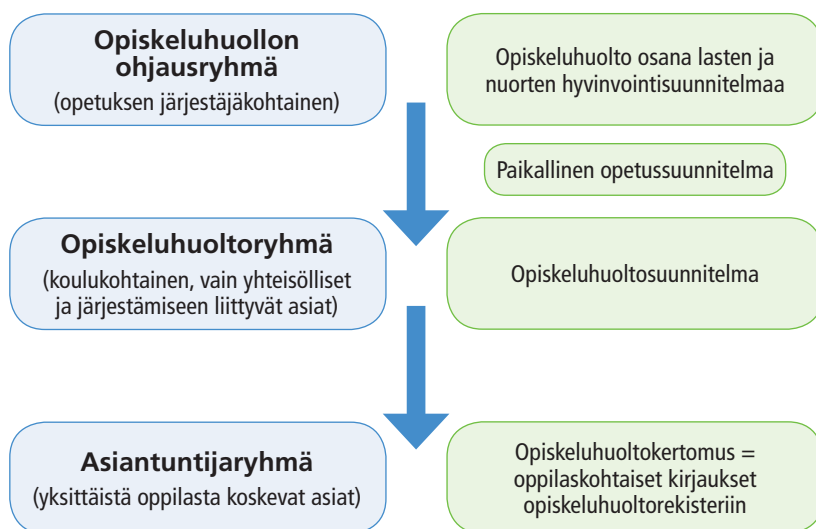 Opiskeluhuollon
ohjausryhmä
(opetuksen järjestäjäkohtainen)
Opiskeluhuolto osana lasten ja
nuorten hyvinvointisuunnitelmaa
Paikallinen opetussuunnitelma
Opiskeluhuoltoryhmä
(koulukohtainen, vain yhteisölliset
ja järjestämiseen liittyvät asiat)
Opiskeluhuoltosuunnitelma
Asiantuntijaryhmä
(yksittäistä oppilasta koskevat asiat)
Opiskeluhuoltokertomus =
oppilaskohtaiset kirjaukset
opiskeluhuoltorekisteriin